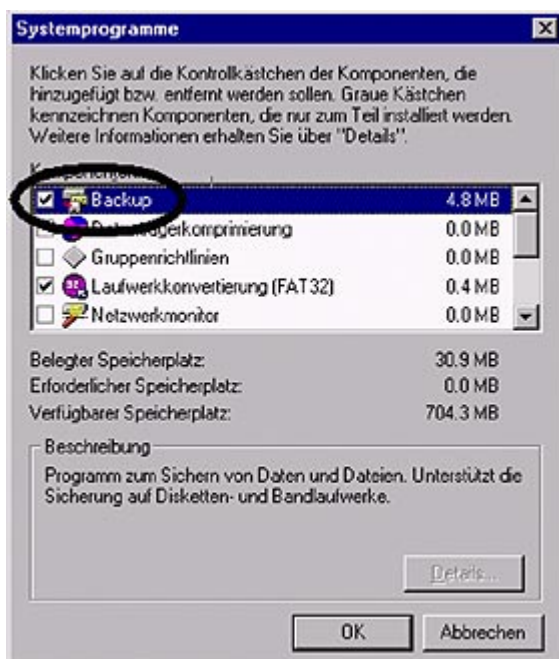 Systemprogramme
Klicken Sie auf die Kontrollkästchen der Komponenten, die
hinzugefügt bzw. entfernt werden sollen. Graue Kästchen
kennzeichnen Komponenten, die nur zum Teil installiert werden.
Weitere Informationen erhalten Sie über "Details".
Backup 4.8 MB
0.0 MB
Gruppenrichtlinien 0.0 MB
Laufwerkkonvertierung (FAT32) 0.4 MB
Netzwerkmonitor 0.0 MB
Belegter Speicherplatz: 30.9 MB
Erforderlicher Speicherplatz: 0.0 MB
Verfügbarer Speicherplatz: 704.3 MB
Beschreibung
Programm zum Sichern von Daten und Dateien. Unterstützt die
Sicherung auf Disketten- und Bandlaufwerke.
Details...
OK Abbrechen